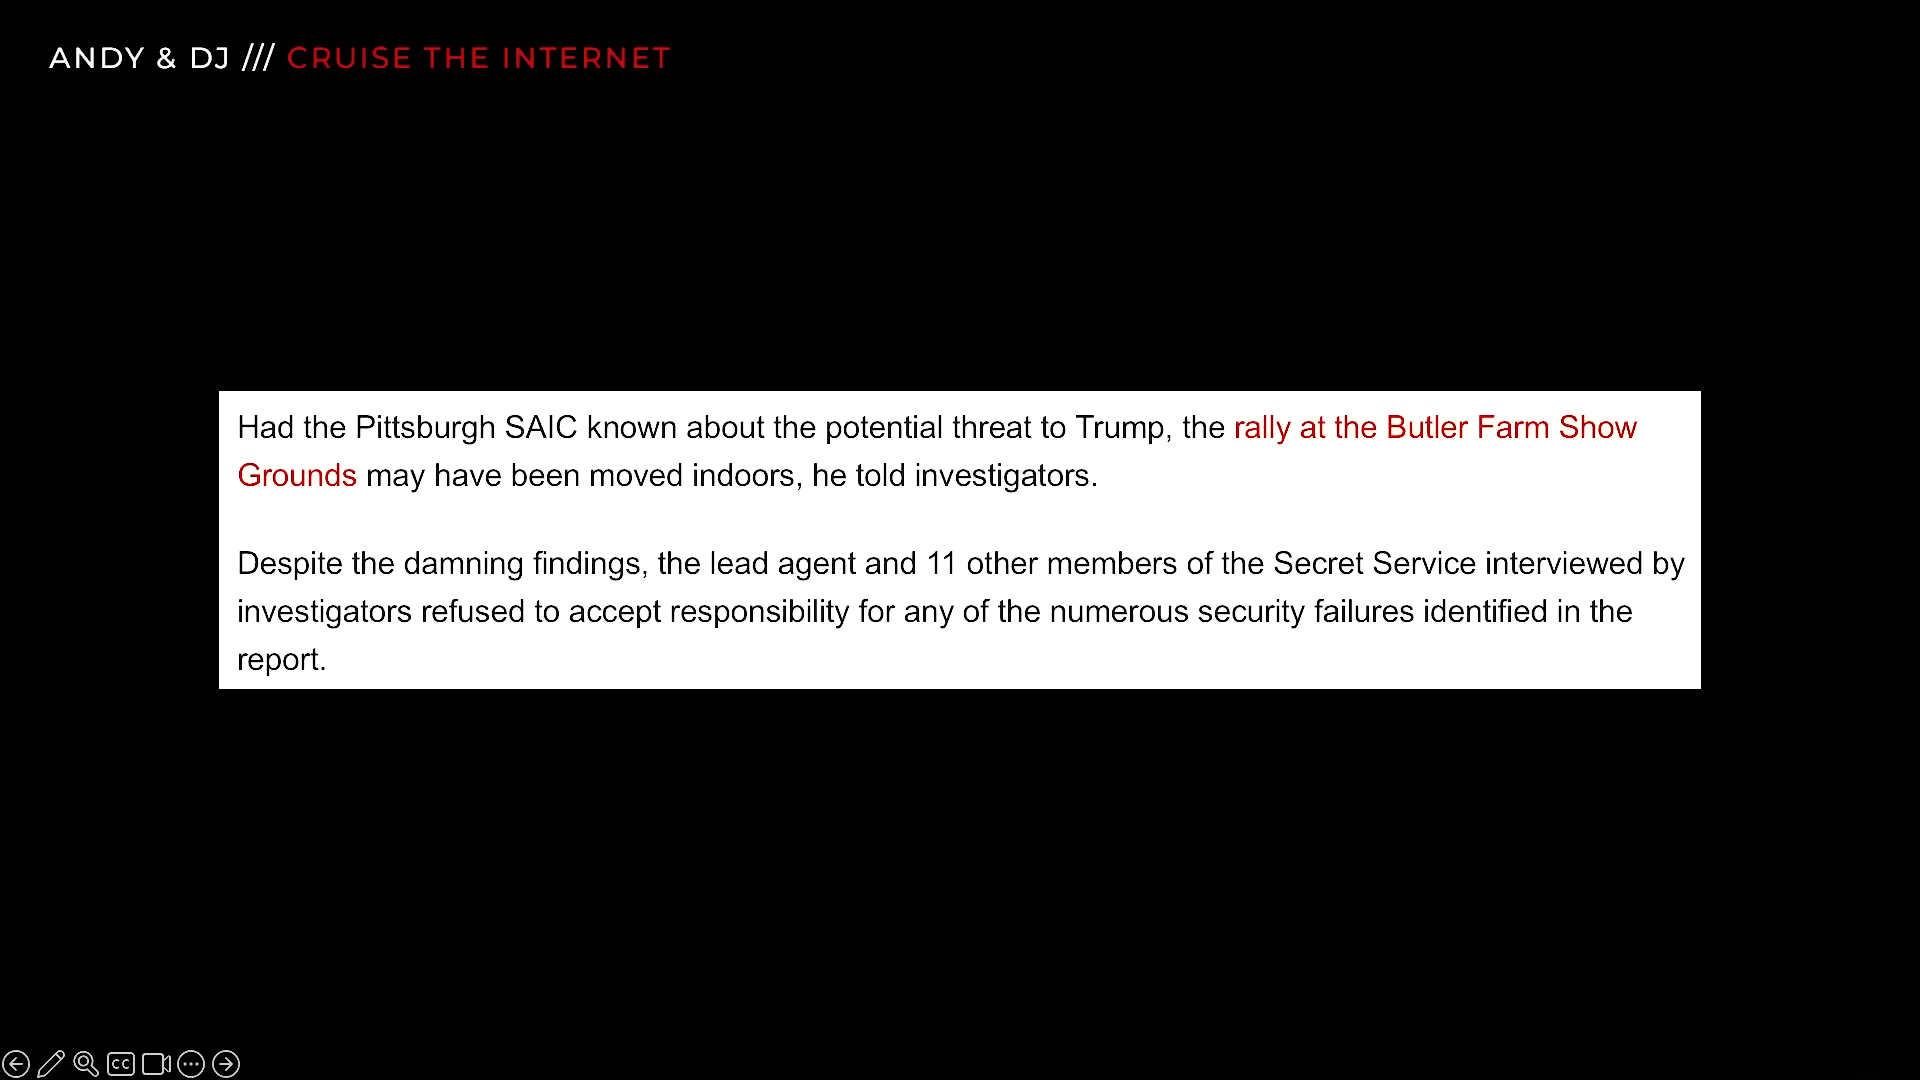 ANDY & DJ /// CRUISE THE INTERNET
Had the Pittsburgh SAIC known about the potential threat to Trump, the rally at the Butler Farm Show
Grounds may have been moved indoors, he told investigators.
Despite the damning findings, the lead agent and 11 other members of the Secret Service interviewed by
investigators refused to accept responsibility for any of the numerous security failures identified in the
report.
CC